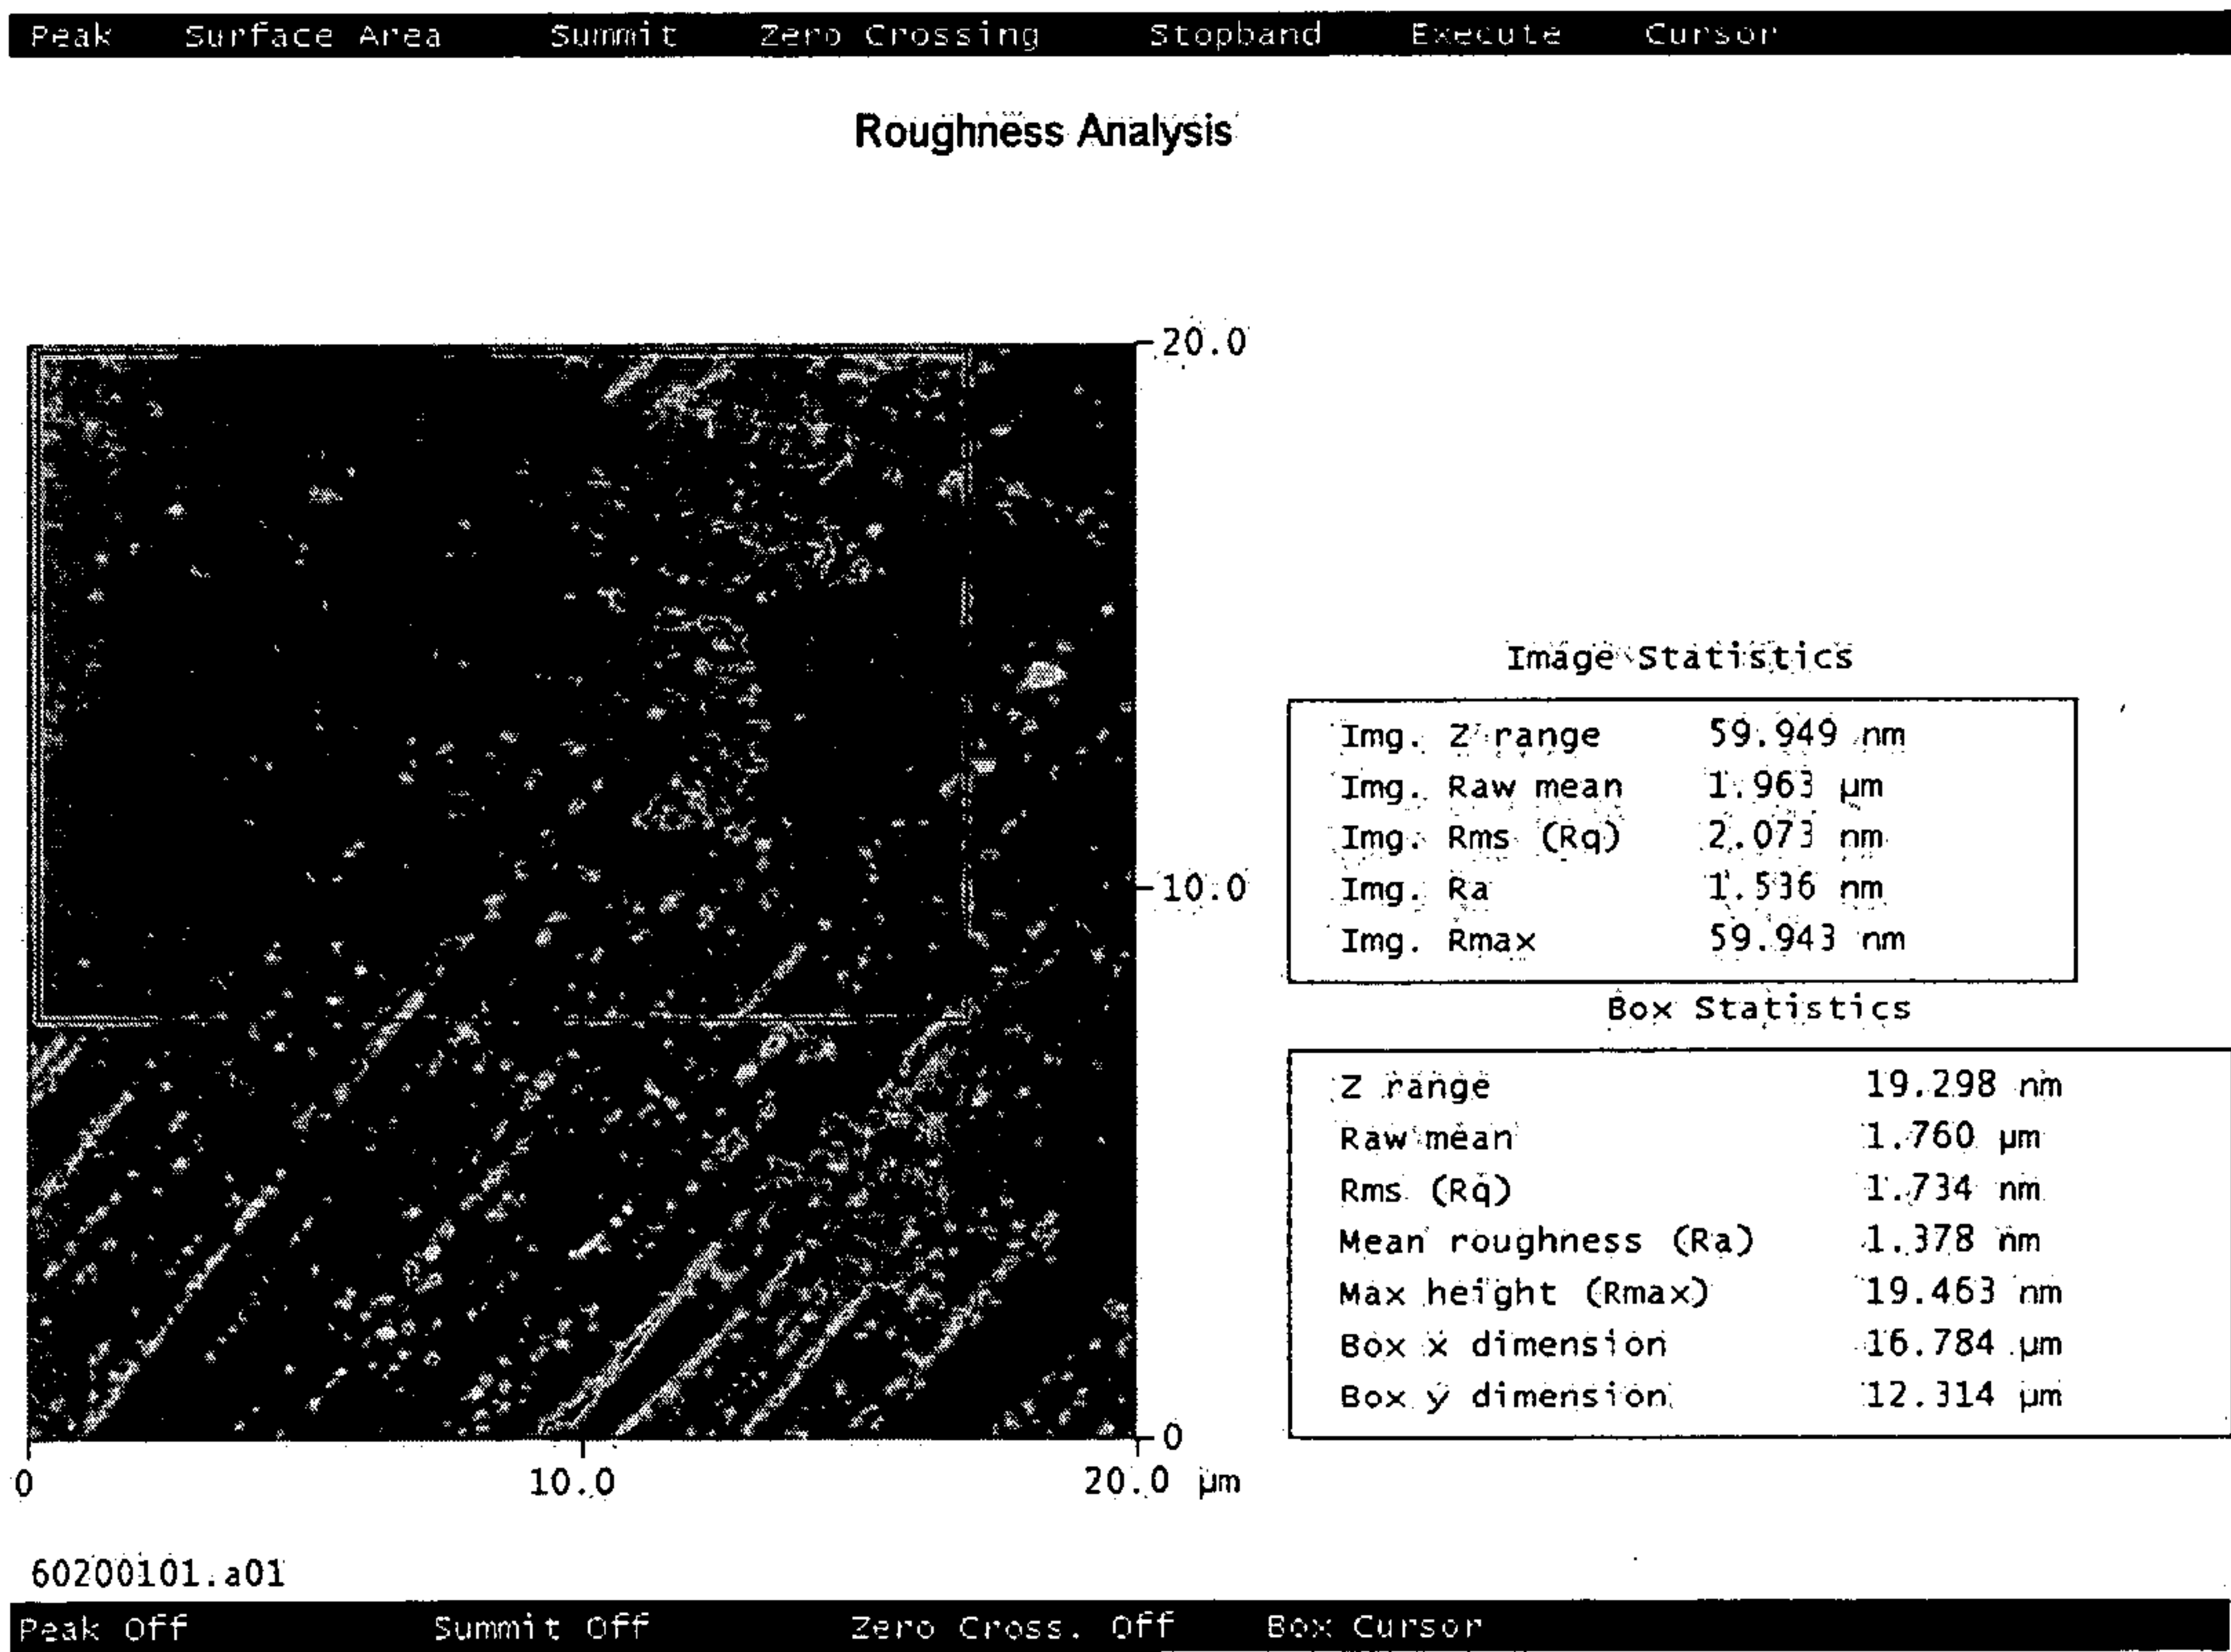 Peak Surface Area Summit Zero Crossing Stopband Execute Cursor
Roughness Analysis
20.0
10.0
0
0 10.0 20.0 µm
Image Statistics
Img. Z range 59.949 nm
Img. Raw mean 1.963 µm
Img. Rms (Rq) 2.073 nm
Img. Ra 1.536 nm
Img. Rmax 59.943 nm
Box Statistics
Z range 19.298 nm
Raw mean 1.760 µm
Rms (Rq) 1.734 nm
Mean roughness (Ra) 1.378 nm
Max height (Rmax) 19.463 nm
Box x dimension 16.784 µm
Box y dimension 12.314 µm
60200101.a01
Peak Off Summit Off Zero Cross. Off Box Cursor